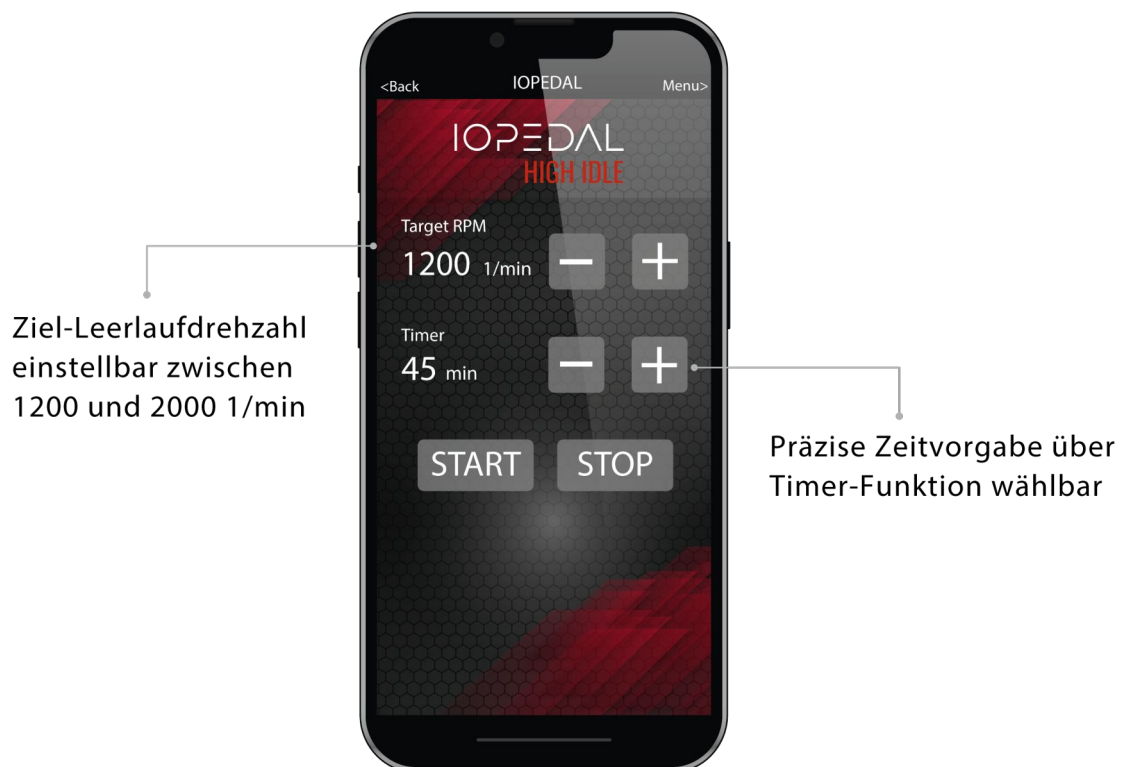 <Back IOPEDAL Menu>
IOPEDAL
HIGH IDLE
Target RPM
1200 1/min
Timer
45 min
START STOP
Ziel-Leerlaufdrehzahl
einstellbar zwischen
1200 und 2000 1/min
Präzise Zeitvorgabe über
Timer-Funktion wählbar